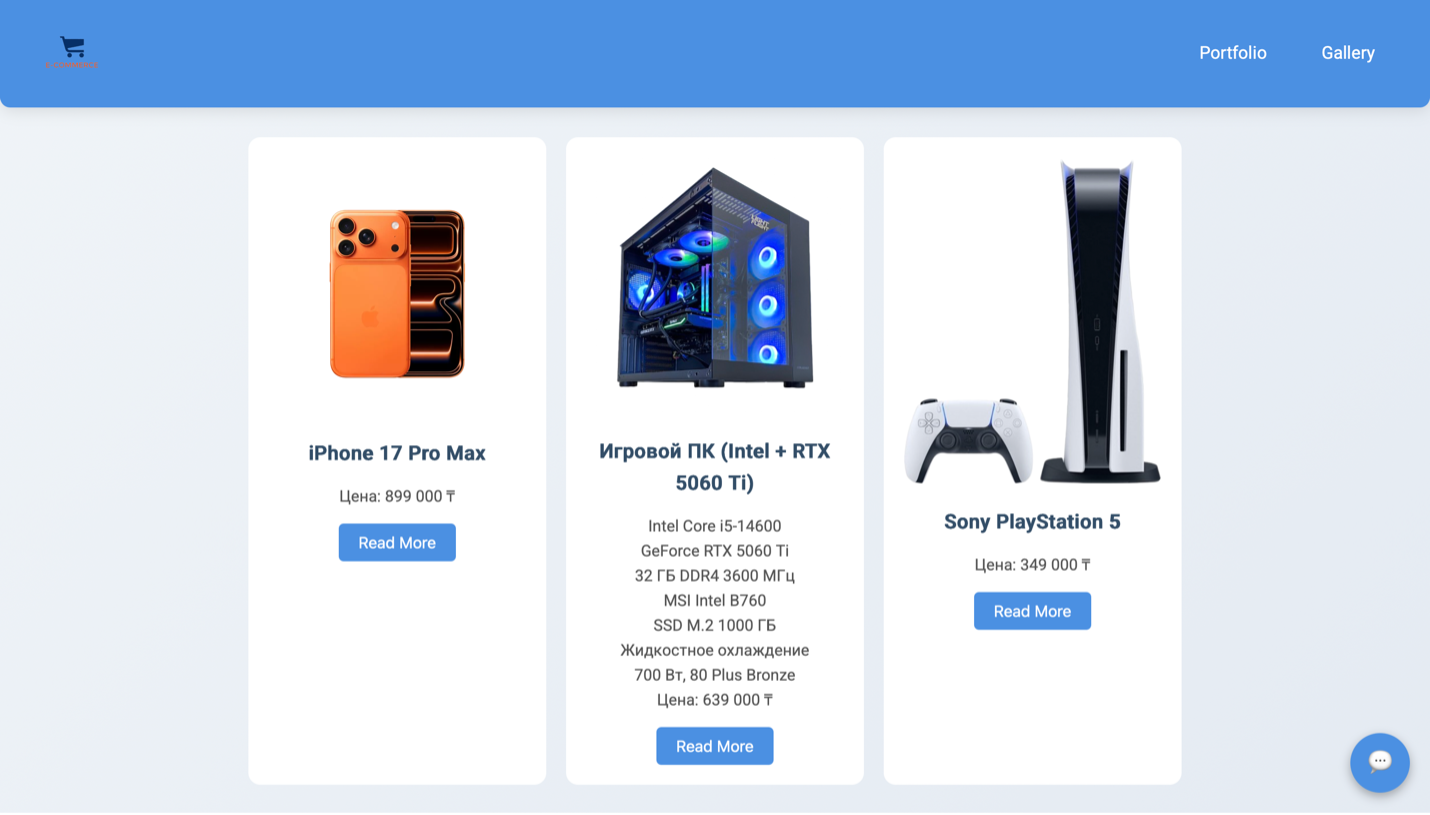 Portfolio
Gallery
iPhone 17 Pro Max
Цена: 899 000 ₸
Read More
Игровой ПК (Intel + RTX
5060 Ti)
Intel Core i5-14600
GeForce RTX 5060 Ti
32 ГБ DDR4 3600 МГц
MSI Intel B760
SSD M.2 1000 ГБ
Жидкостное охлаждение
700 Вт, 80 Plus Bronze
Цена: 639 000 ₸
Read More
Sony PlayStation 5
Цена: 349 000 ₸
Read More